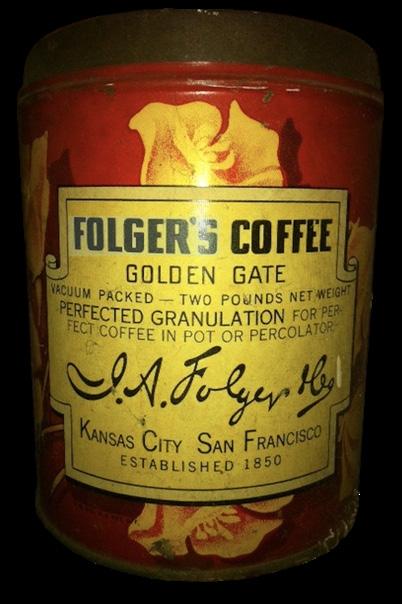 FOLGER'S COFFEE
GOLDEN GATE
VACUUM PACKED — TWO POUNDS NET WEIGHT
PERFECTED GRANULATION FOR PER-
FECT COFFEE IN POT OR PERCOLATOR
J. A. Folger & Co
KANSAS CITY SAN FRANCISCO
ESTABLISHED 1850